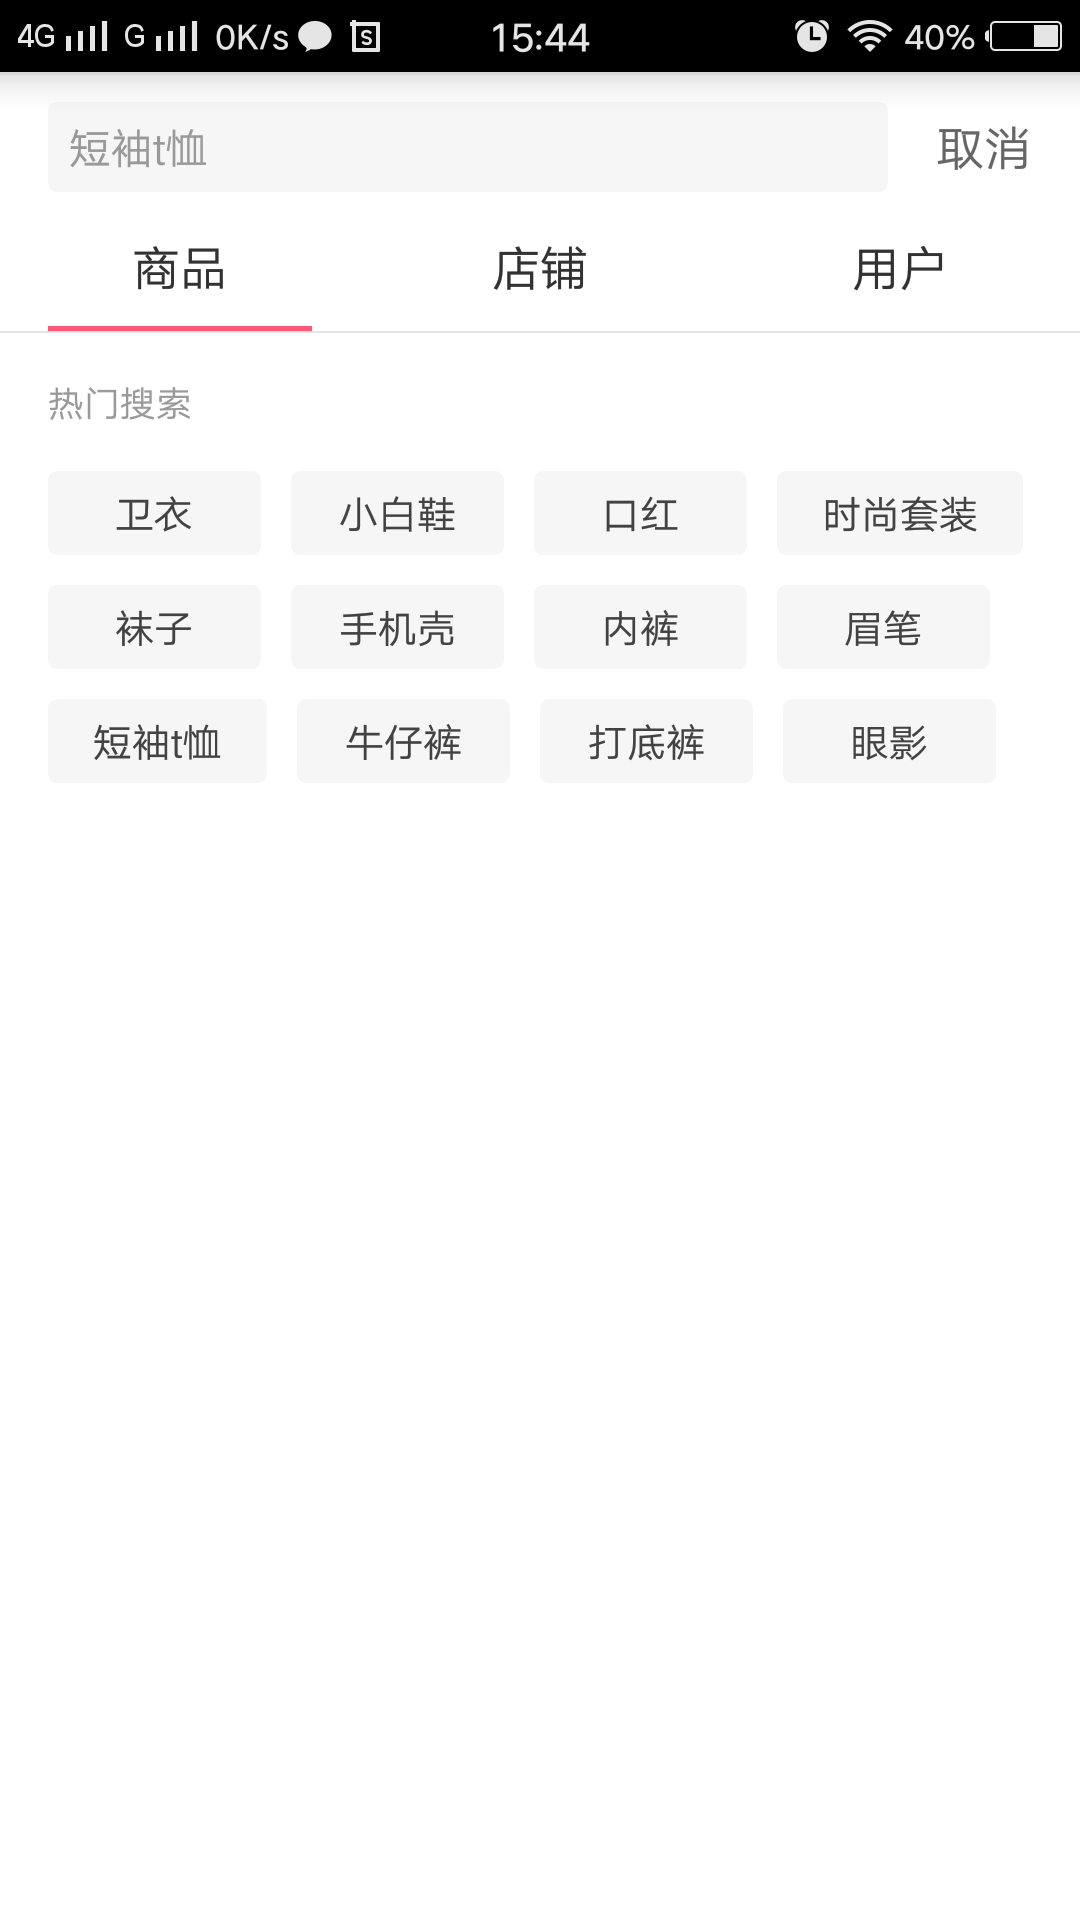 4G G 0K/s S 15:44 40%
短袖t恤 取消
商品 店铺 用户
热门搜索
卫衣 小白鞋 口红 时尚套装
袜子 手机壳 内裤 眉笔
短袖t恤 牛仔裤 打底裤 眼影